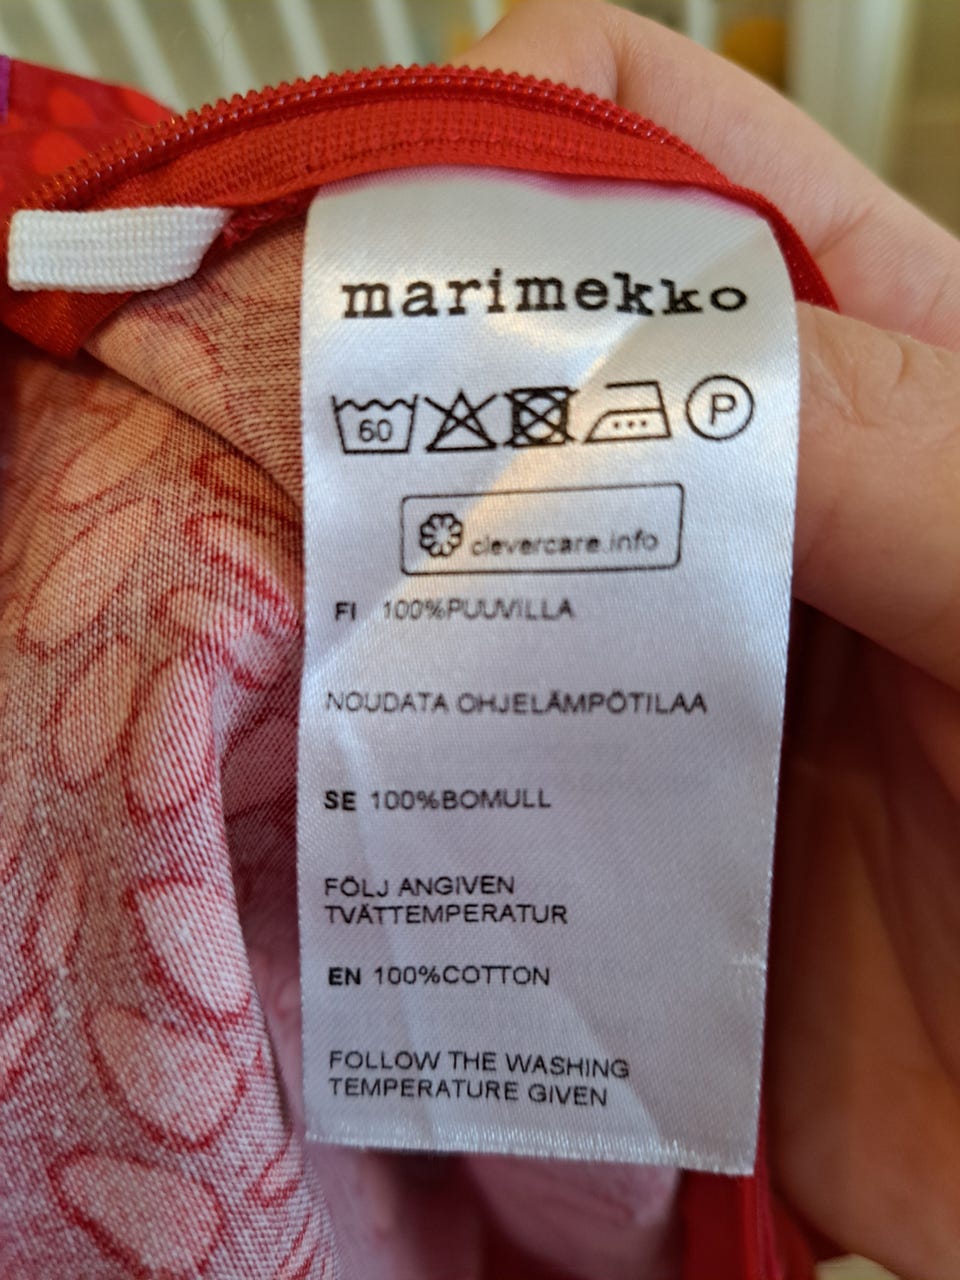 marimekko
60 P
clevercare.info
FI 100%PUUVILLA
NOUDATA OHJELÄMPÖTILAA
SE 100%BOMULL
FÖLJ ANGIVEN
TVÄTTEMPERATUR
EN 100%COTTON
FOLLOW THE WASHING
TEMPERATURE GIVEN